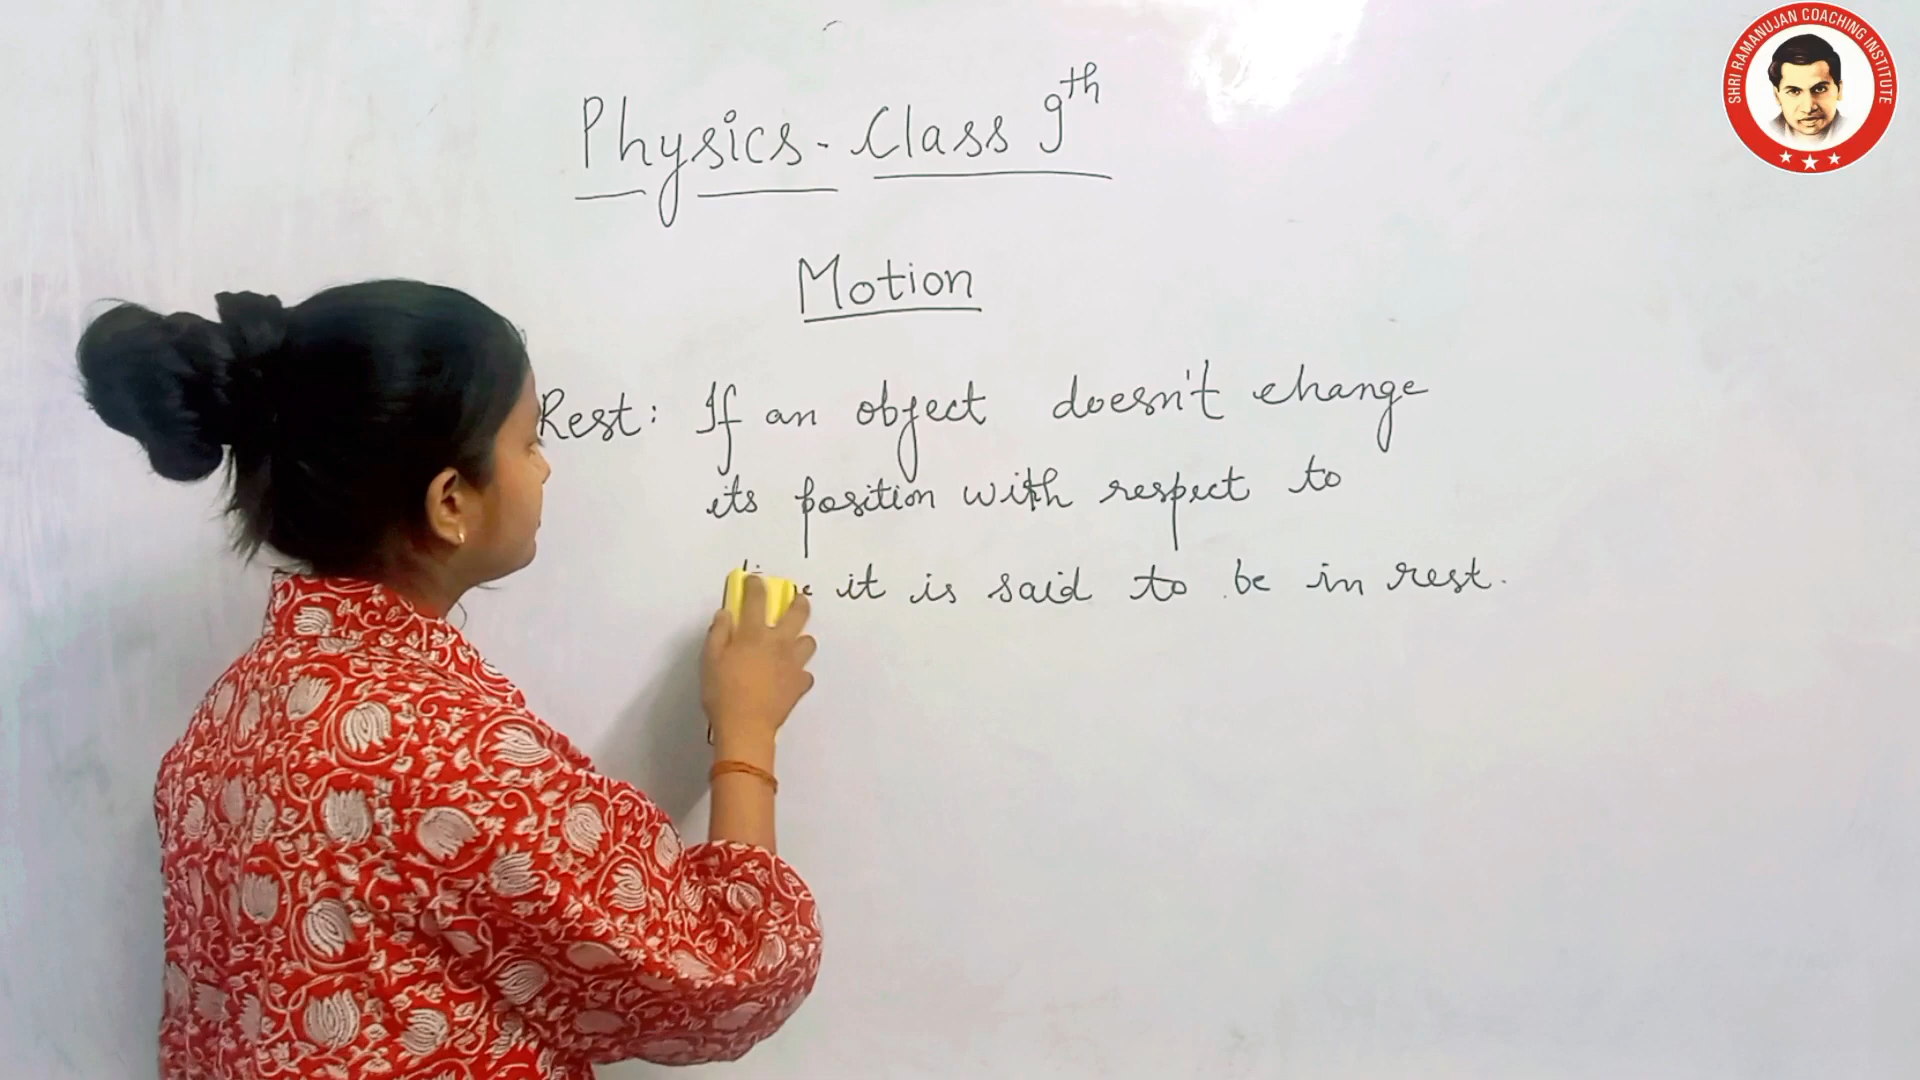 SHRI RAMANUJAN COACHING INSTITUTE
Physics - Class 9th
Motion
Rest: If an object doesn't change
its position with respect to
it is said to be in rest.